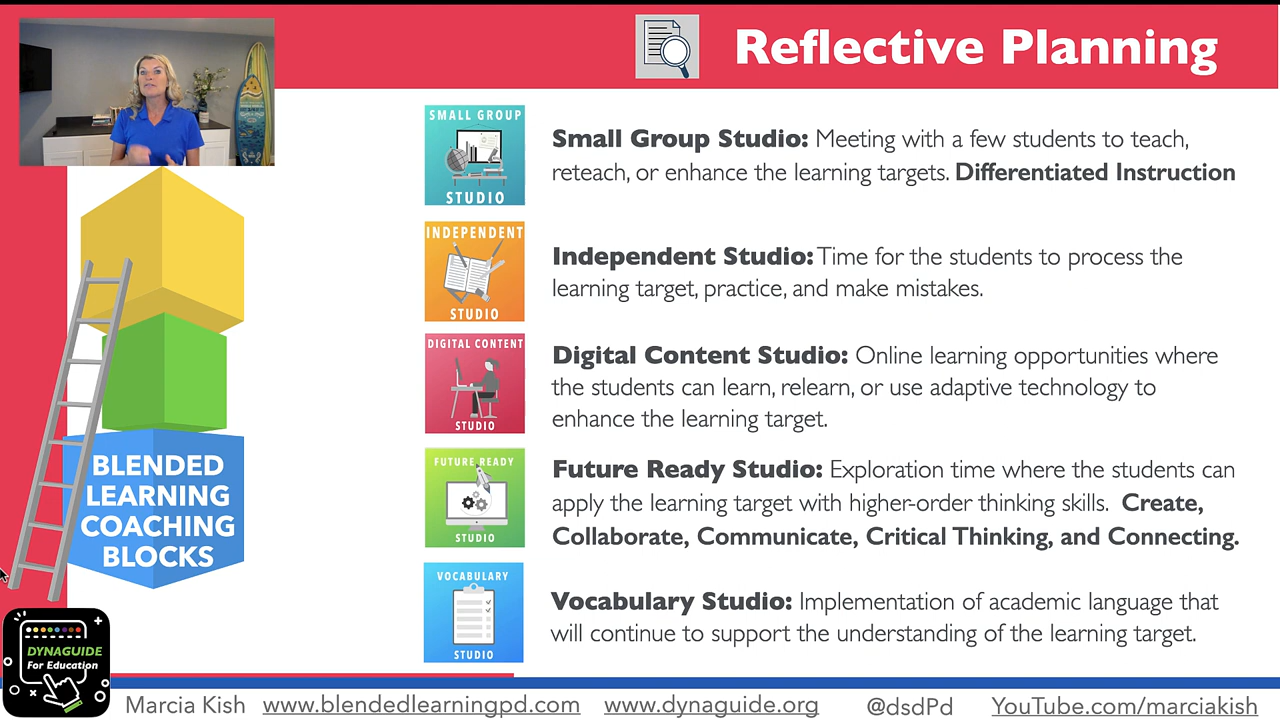 Reflective Planning
SMALL GROUP
STUDIO
Small Group Studio: Meeting with a few students to teach,
reteach, or enhance the learning targets. Differentiated Instruction
INDEPENDENT
STUDIO
Independent Studio: Time for the students to process the
learning target, practice, and make mistakes.
DIGITAL CONTENT
STUDIO
Digital Content Studio: Online learning opportunities where
the students can learn, relearn, or use adaptive technology to
enhance the learning target.
FUTURE READY
STUDIO
Future Ready Studio: Exploration time where the students can
apply the learning target with higher-order thinking skills. Create,
Collaborate, Communicate, Critical Thinking, and Connecting.
VOCABULARY
STUDIO
Vocabulary Studio: Implementation of academic language that
will continue to support the understanding of the learning target.
BLENDED
LEARNING
COACHING
BLOCKS
DYNAGUIDE
For Education
Marcia Kish www.blendedlearningpd.com www.dynaguide.org @dsdPd YouTube.com/marciakish